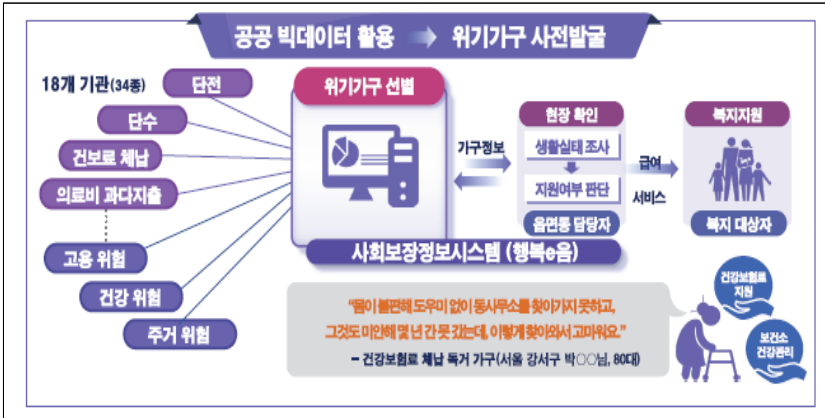 공공 빅데이터 활용 → 위기가구 사전발굴
18개 기관(34종)
단전
단수
건보료 체납
의료비 과다지출
고용 위험
건강 위험
주거 위험
위기가구 선별
사회보장정보시스템 (행복e음)
가구정보
현장 확인
생활실태 조사
지원여부 판단
읍면동 담당자
급여
서비스
복지지원
복지 대상자
“몸이 불편해 도우미 없이 동사무소를 찾아가지 못하고,
그것도 미안해 몇 년 간 못 갔는데, 이렇게 찾아와서 고마워요.”
– 건강보험료 체납 독거 가구(서울 강서구 박○○님, 80대)
건강보험료
지원
보건소
건강관리